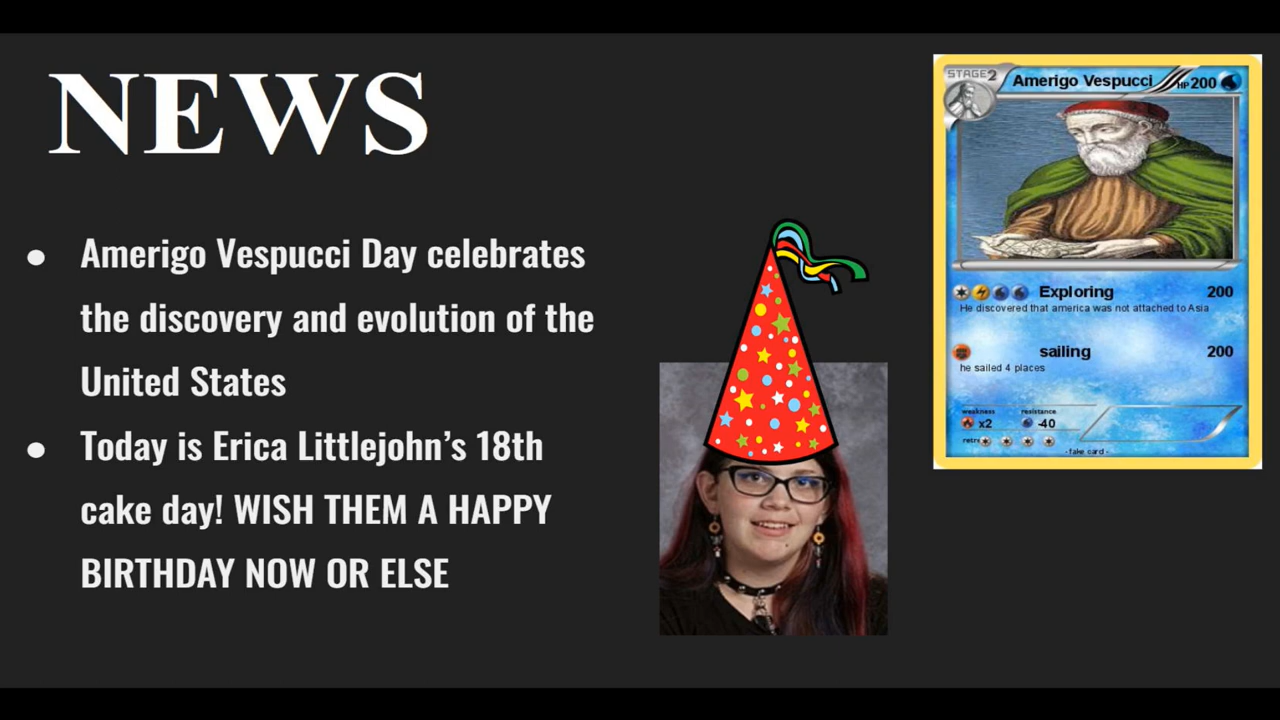 NEWS
Amerigo Vespucci Day celebrates
the discovery and evolution of the
United States
Today is Erica Littlejohn's 18th
cake day! WISH THEM A HAPPY
BIRTHDAY NOW OR ELSE
STAGE2 Amerigo Vespucci HP200
Exploring 200
He discovered that america was not attached to Asia
sailing 200
he sailed 4 places
weakness resistance
x2 -40
- fake card -